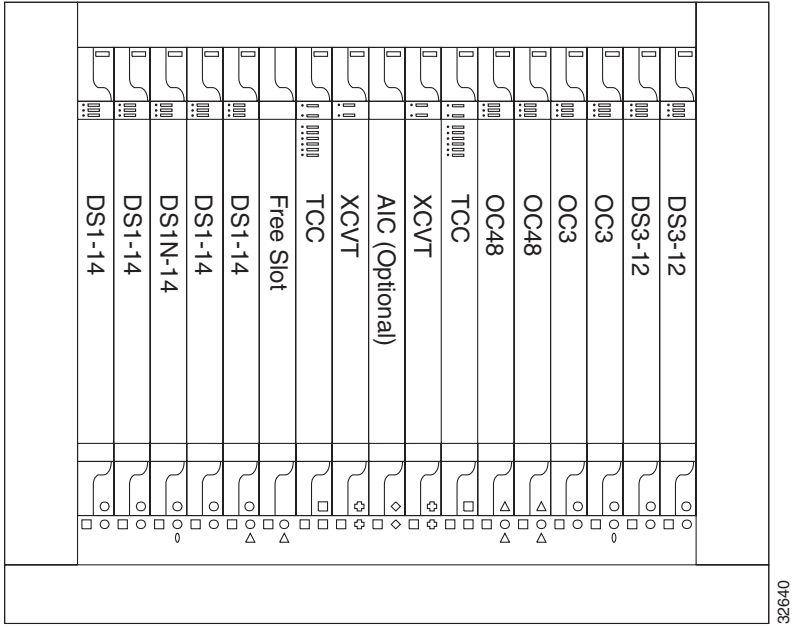 DS1-14
DS1-14
DS1N-14
DS1-14
DS1-14
Free Slot
TCC
XCVT
AIC (Optional)
XCVT
TCC
OC48
OC48
OC3
OC3
DS3-12
DS3-12
32640